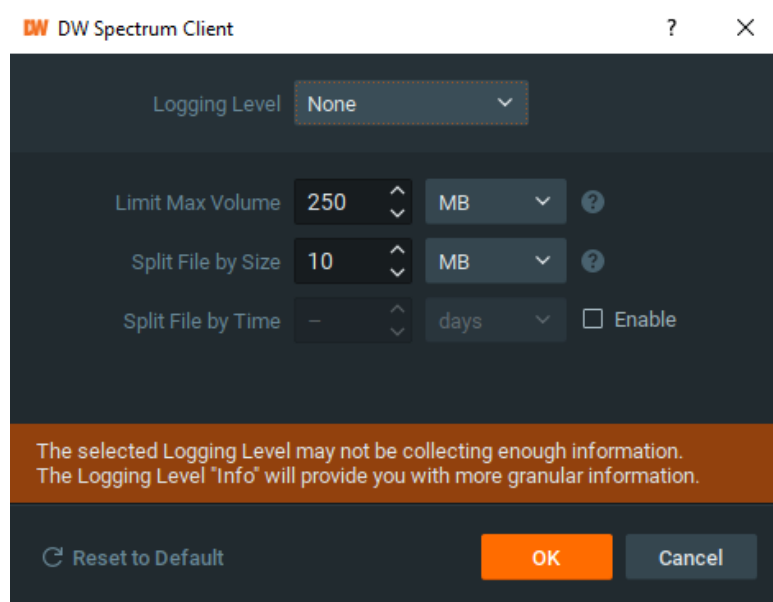 DW DW Spectrum Client ?
Logging Level None
Limit Max Volume 250 MB ?
Split File by Size 10 MB ?
Split File by Time – days Enable
The selected Logging Level may not be collecting enough information.
The Logging Level "Info" will provide you with more granular information.
Reset to Default OK Cancel